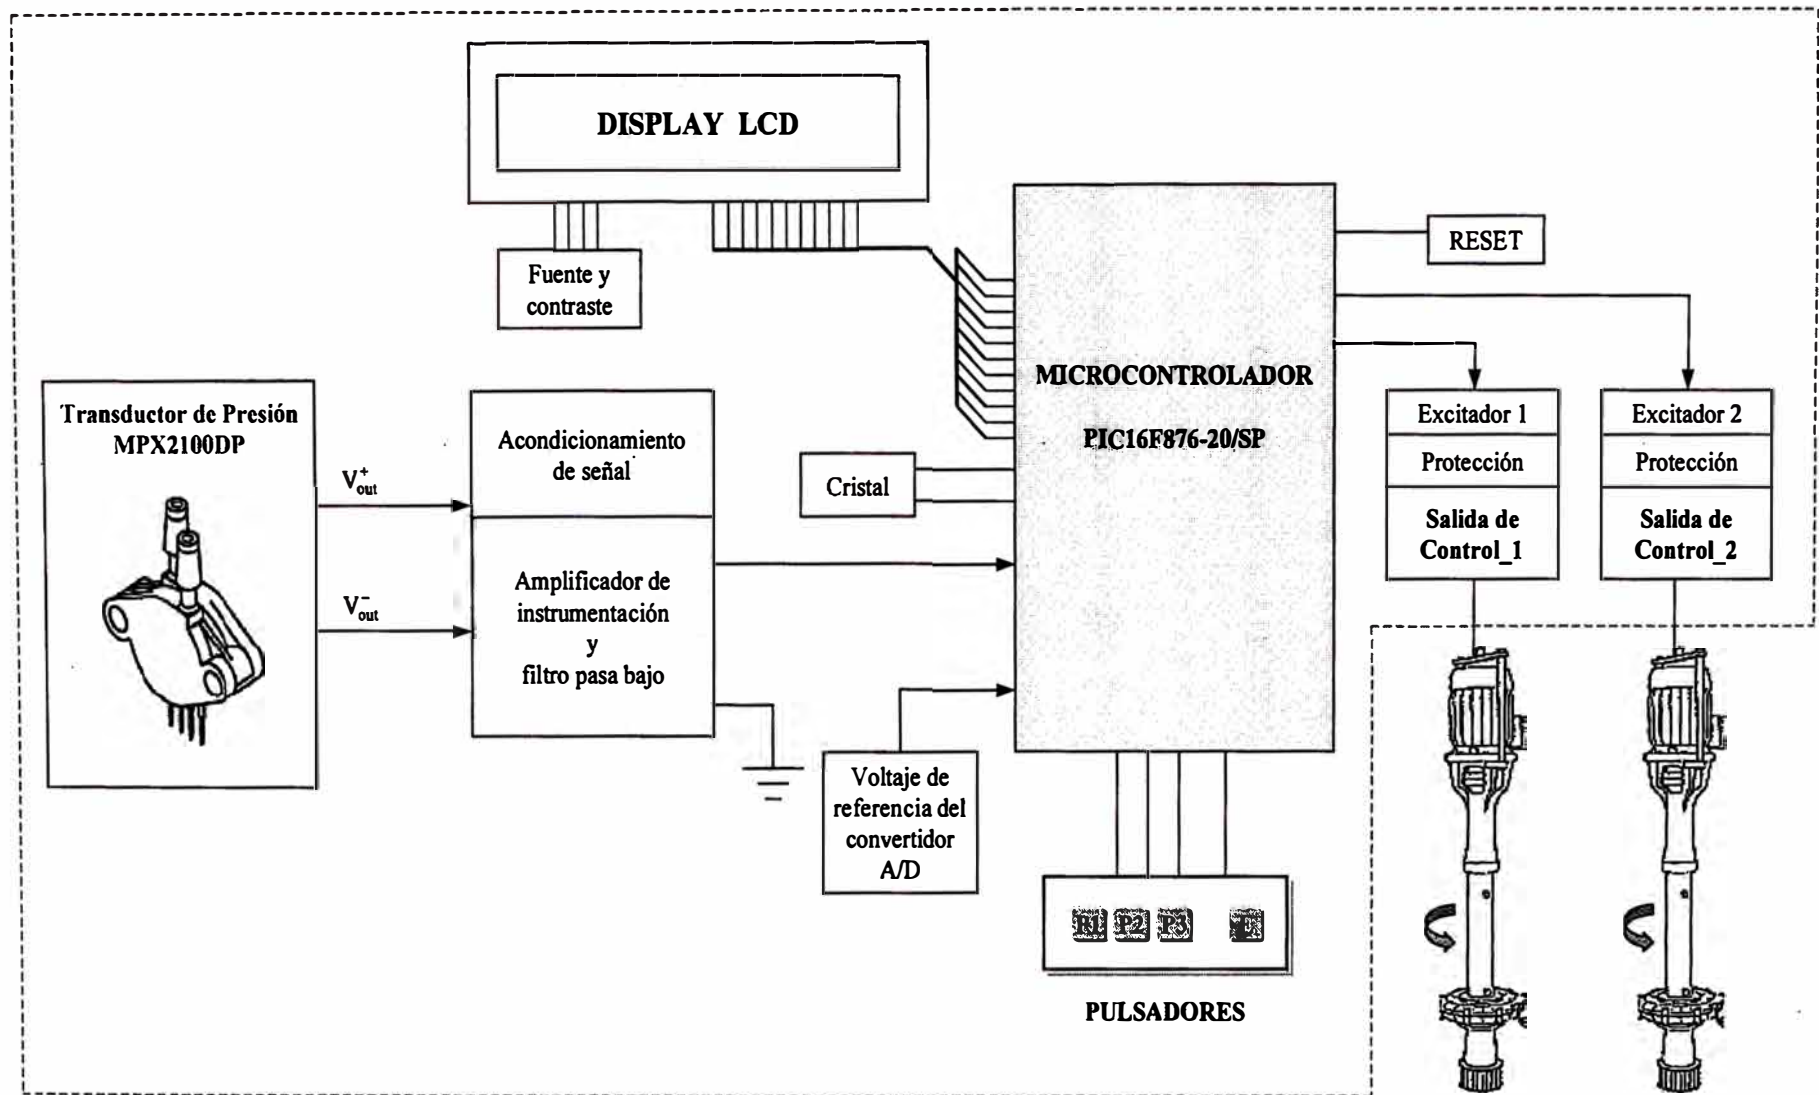 DISPLAY LCD
Fuente y
contraste
RESET
MICROCONTROLADOR
PIC16F876-20/SP
Transductor de Presión
MPX2100DP
V+out
V-out
Acondicionamiento
de señal
Amplificador de
instrumentación
y
filtro pasa bajo
Cristal
Voltaje de
referencia del
convertidor
A/D
Excitador 1
Protección
Salida de
Control_1
Excitador 2
Protección
Salida de
Control_2
P1 P2 P3
PULSADORES